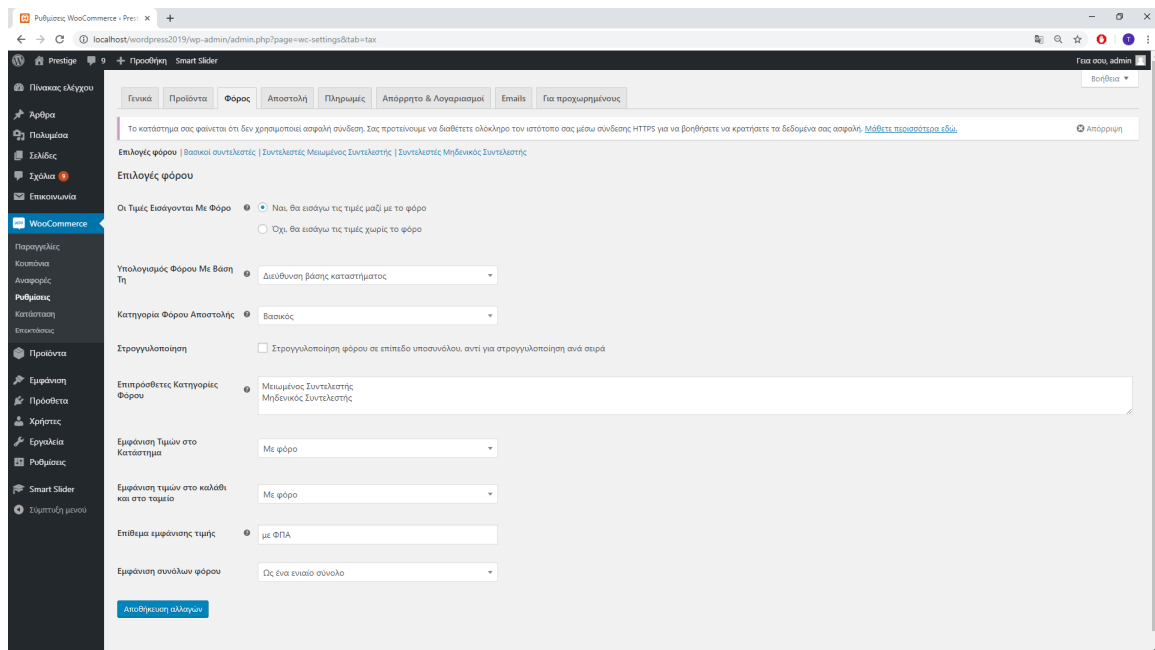 Ρυθμίσεις WooCommerce ‹ Prest
localhost/wordpress2019/wp-admin/admin.php?page=wc-settings&tab=tax
T
Prestige 9 Προσθήκη Smart Slider Γεια σου, admin
Βοήθεια
Πίνακας ελέγχου
Άρθρα
Πολυμέσα
Σελίδες
Σχόλια 9
Επικοινωνία
WooCommerce
Παραγγελίες
Κουπόνια
Αναφορές
Ρυθμίσεις
Κατάσταση
Επεκτάσεις
Προϊόντα
Εμφάνιση
Πρόσθετα
Χρήστες
Εργαλεία
Ρυθμίσεις
Smart Slider
Σύμπτυξη μενού
Γενικά Προϊόντα Φόρος Αποστολή Πληρωμές Απόρρητο & Λογαριασμοί Emails Για προχωρημένους
Το κατάστημα σας φαίνεται ότι δεν χρησιμοποιεί ασφαλή σύνδεση. Σας προτείνουμε να διαθέτετε ολόκληρο τον ιστότοπο σας μέσω σύνδεσης HTTPS για να βοηθήσετε να κρατήσετε τα δεδομένα σας ασφαλή. Μάθετε περισσότερα εδώ. Απόρριψη
Επιλογές φόρου | Βασικοί συντελεστές | Συντελεστές Μειωμένος Συντελεστής | Συντελεστές Μηδενικός Συντελεστής
Επιλογές φόρου
Οι Τιμές Εισάγονται Με Φόρο Ναι, θα εισάγω τις τιμές μαζί με το φόρο
Όχι, θα εισάγω τις τιμές χωρίς το φόρο
Υπολογισμός Φόρου Με Βάση
Τη
Διεύθυνση βάσης καταστήματος
Κατηγορία Φόρου Αποστολής Βασικός
Στρογγυλοποίηση Στρογγυλοποίηση φόρου σε επίπεδο υποσυνόλου, αντί για στρογγυλοποίηση ανά σειρά
Επιπρόσθετες Κατηγορίες
Φόρου
Μειωμένος Συντελεστής
Μηδενικός Συντελεστής
Εμφάνιση Τιμών στο
Κατάστημα
Με φόρο
Εμφάνιση τιμών στο καλάθι
και στο ταμείο
Με φόρο
Επίθεμα εμφάνισης τιμής με ΦΠΑ
Εμφάνιση συνόλων φόρου Ως ένα ενιαίο σύνολο
Αποθήκευση αλλαγών